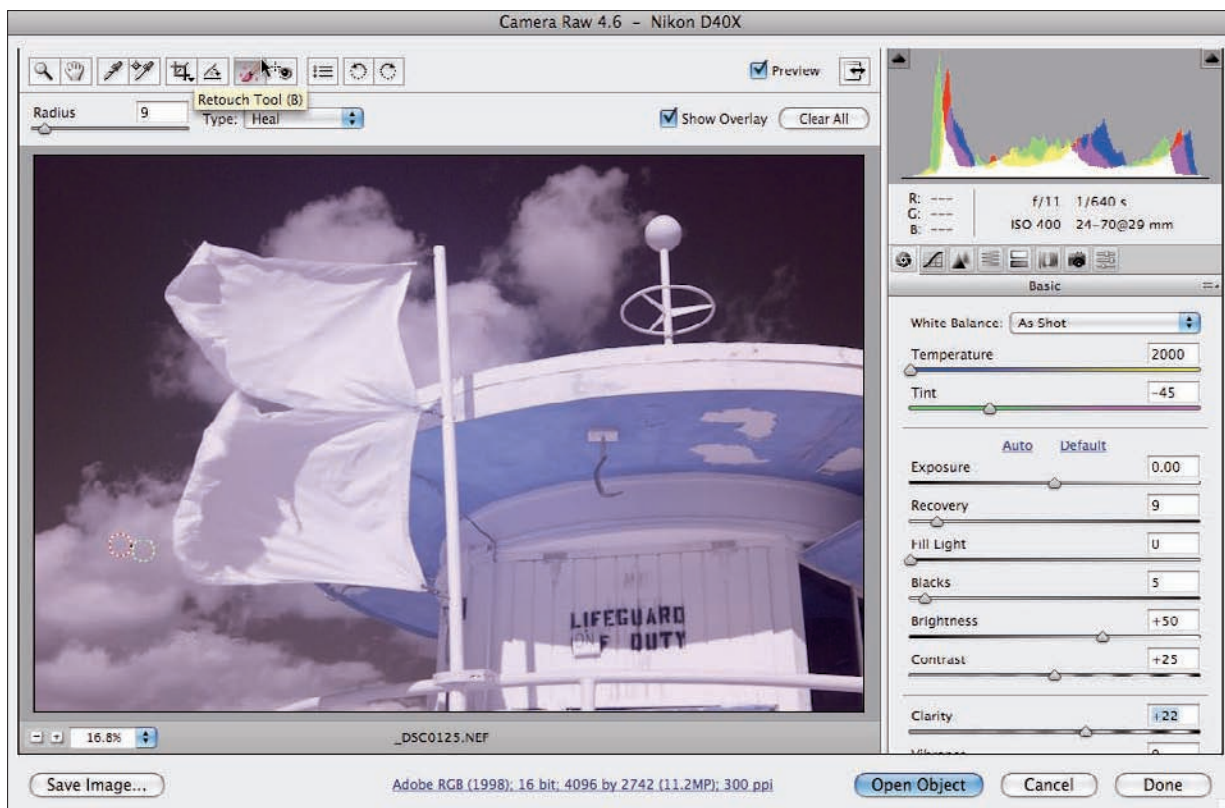 Camera Raw 4.6 – Nikon D40X
Preview
Retouch Tool (B)
Radius 9 Type: Heal
Show Overlay Clear All
LIFEGUARD
ON F DUTY
16.8% _DSC0125.NEF
R: ---
G: ---
B: ---
f/11 1/640 s
ISO 400 24-70@29 mm
Basic
White Balance: As Shot
Temperature 2000
Tint -45
Auto Default
Exposure 0.00
Recovery 9
Fill Light 0
Blacks 5
Brightness +50
Contrast +25
Clarity +22
Vibrance 0
Save Image... Adobe RGB (1998); 16 bit; 4096 by 2742 (11.2MP); 300 ppi Open Object Cancel Done